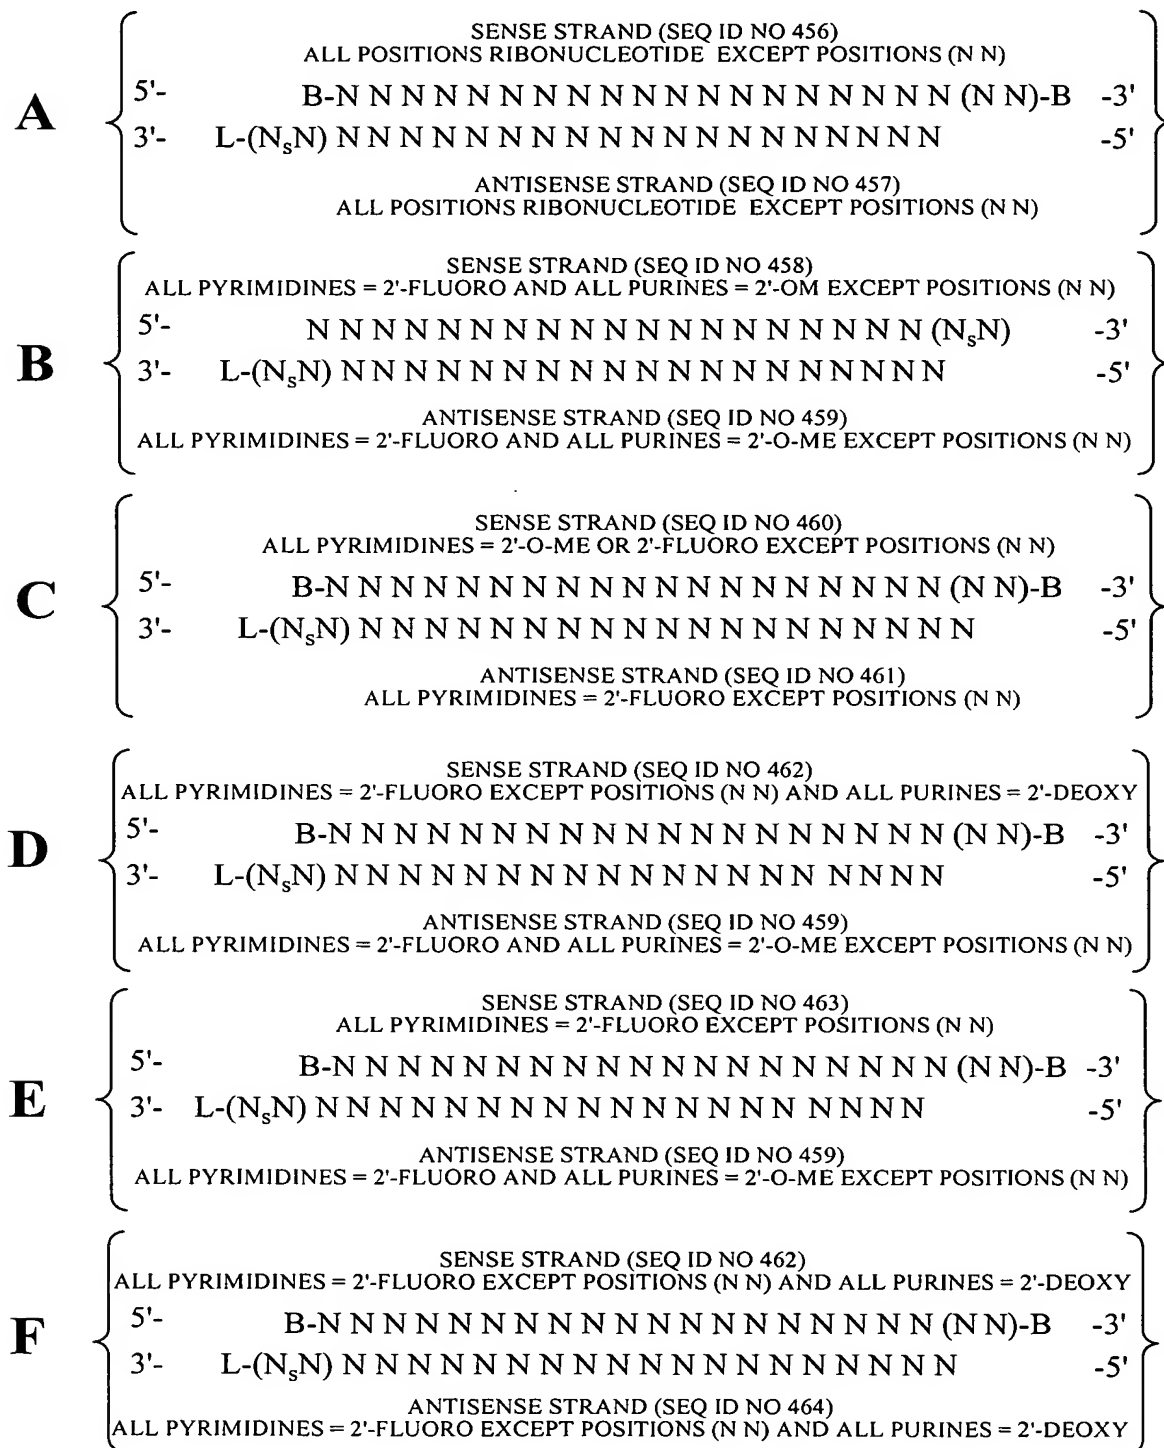 SENSE STRAND (SEQ ID NO 456)
ALL POSITIONS RIBONUCLEOTIDE EXCEPT POSITIONS (N N)
A
5'- B-N N N N N N N N N N N N N N N N N N N (N N)-B -3'
3'- L-(NsN) N N N N N N N N N N N N N N N N N N N -5'
ANTISENSE STRAND (SEQ ID NO 457)
ALL POSITIONS RIBONUCLEOTIDE EXCEPT POSITIONS (N N)
SENSE STRAND (SEQ ID NO 458)
ALL PYRIMIDINES = 2'-FLUORO AND ALL PURINES = 2'-OM EXCEPT POSITIONS (N N)
B
5'- N N N N N N N N N N N N N N N N N N N (NsN) -3'
3'- L-(NsN) N N N N N N N N N N N N N N N N N N N -5'
ANTISENSE STRAND (SEQ ID NO 459)
ALL PYRIMIDINES = 2'-FLUORO AND ALL PURINES = 2'-O-ME EXCEPT POSITIONS (N N)
SENSE STRAND (SEQ ID NO 460)
ALL PYRIMIDINES = 2'-O-ME OR 2'-FLUORO EXCEPT POSITIONS (N N)
C
5'- B-N N N N N N N N N N N N N N N N N N N (N N)-B -3'
3'- L-(NsN) N N N N N N N N N N N N N N N N N N N -5'
ANTISENSE STRAND (SEQ ID NO 461)
ALL PYRIMIDINES = 2'-FLUORO EXCEPT POSITIONS (N N)
SENSE STRAND (SEQ ID NO 462)
ALL PYRIMIDINES = 2'-FLUORO EXCEPT POSITIONS (N N) AND ALL PURINES = 2'-DEOXY
D
5'- B-N N N N N N N N N N N N N N N N N N N (N N)-B -3'
3'- L-(NsN) N N N N N N N N N N N N N N N N N N N -5'
ANTISENSE STRAND (SEQ ID NO 459)
ALL PYRIMIDINES = 2'-FLUORO AND ALL PURINES = 2'-O-ME EXCEPT POSITIONS (N N)
SENSE STRAND (SEQ ID NO 463)
ALL PYRIMIDINES = 2'-FLUORO EXCEPT POSITIONS (N N)
E
5'- B-N N N N N N N N N N N N N N N N N N N (N N)-B -3'
3'- L-(NsN) N N N N N N N N N N N N N N N N N N N -5'
ANTISENSE STRAND (SEQ ID NO 459)
ALL PYRIMIDINES = 2'-FLUORO AND ALL PURINES = 2'-O-ME EXCEPT POSITIONS (N N)
SENSE STRAND (SEQ ID NO 462)
ALL PYRIMIDINES = 2'-FLUORO EXCEPT POSITIONS (N N) AND ALL PURINES = 2'-DEOXY
F
5'- B-N N N N N N N N N N N N N N N N N N N (N N)-B -3'
3'- L-(NsN) N N N N N N N N N N N N N N N N N N N -5'
ANTISENSE STRAND (SEQ ID NO 464)
ALL PYRIMIDINES = 2'-FLUORO EXCEPT POSITIONS (N N) AND ALL PURINES = 2'-DEOXY